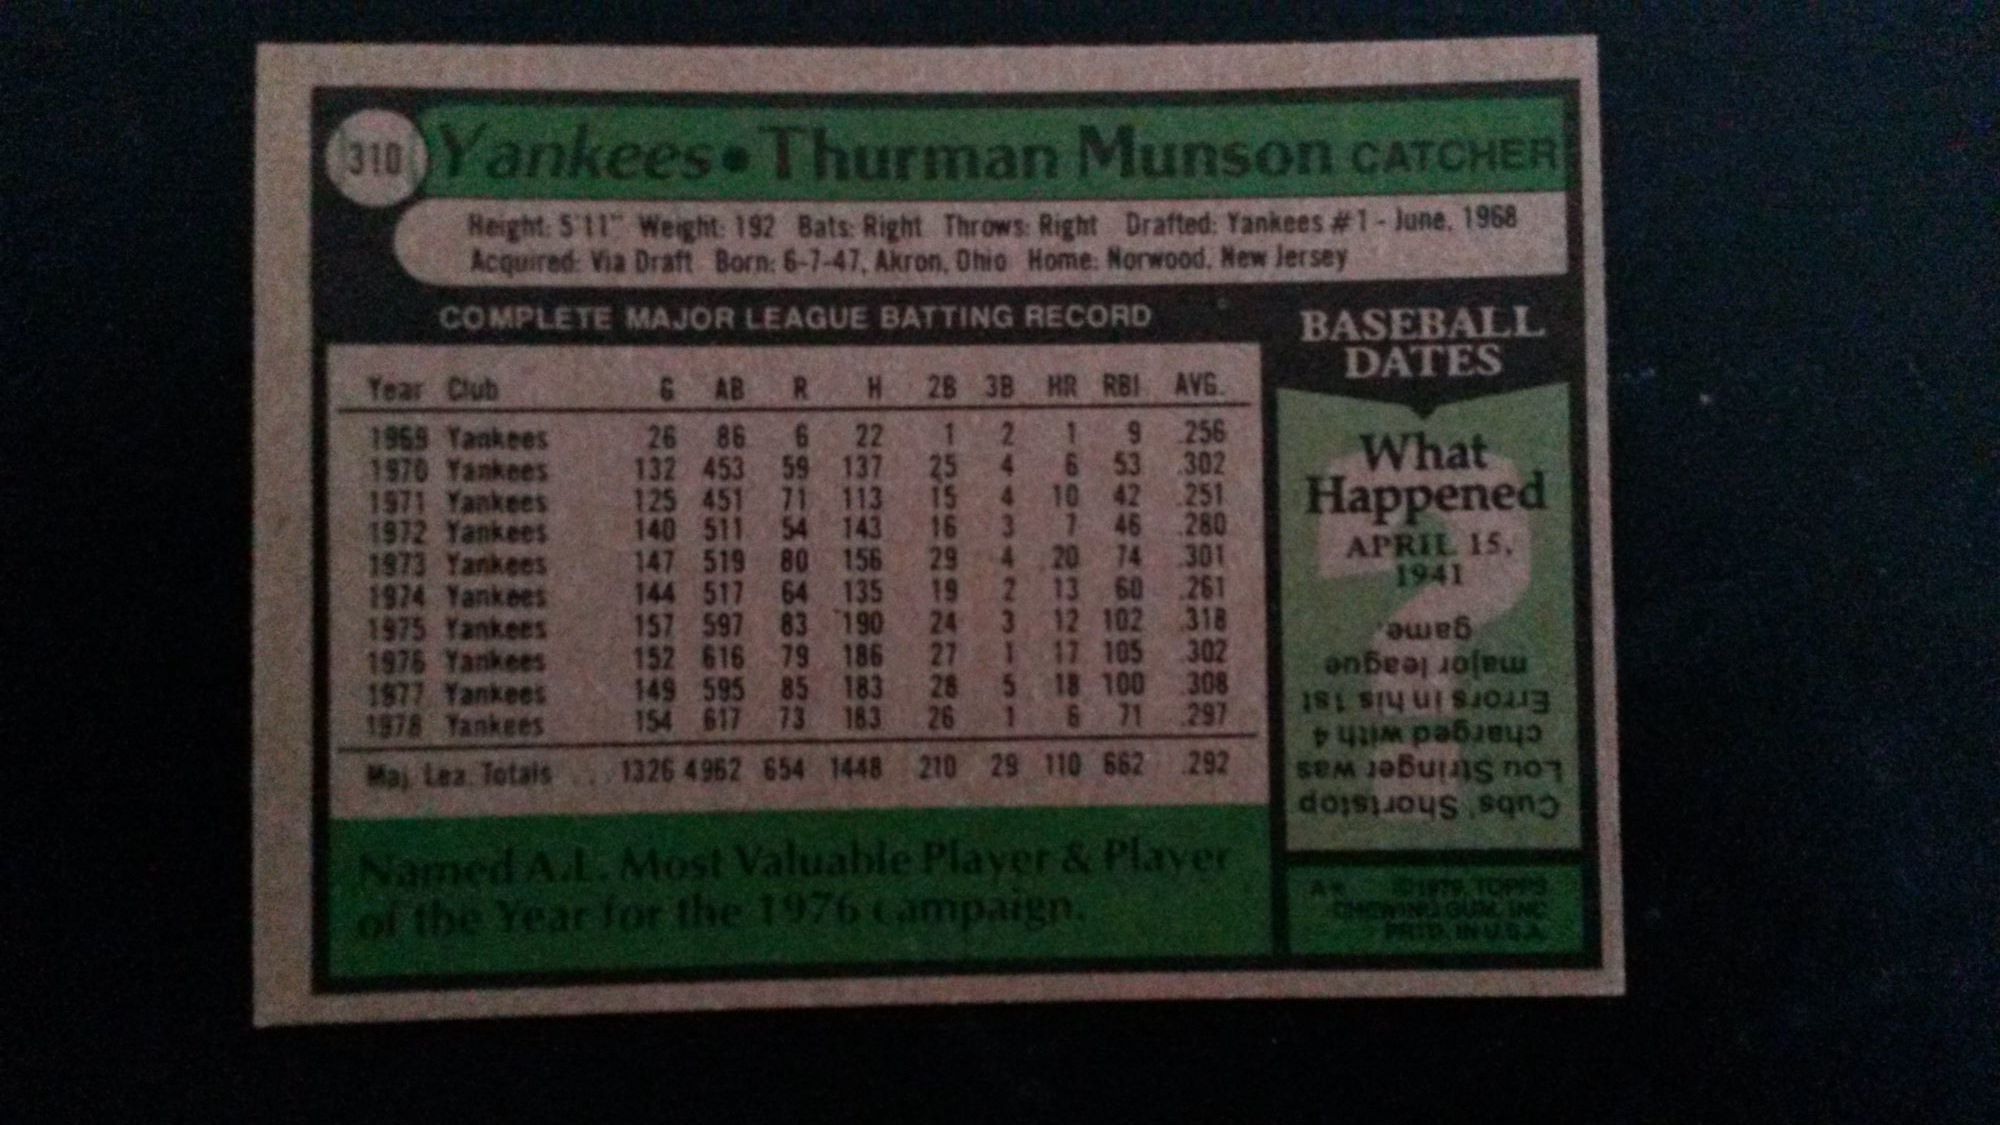 310 Yankees • Thurman Munson CATCHER
Height: 5'11" Weight: 192 Bats: Right Throws: Right Drafted: Yankees #1 - June, 1968
Acquired: Via Draft Born: 6-7-47, Akron, Ohio Home: Norwood, New Jersey
COMPLETE MAJOR LEAGUE BATTING RECORD
Year Club G AB R H 2B 3B HR RBI AVG.
1969 Yankees 26 86 6 22 1 2 1 9 .256
1970 Yankees 132 453 59 137 25 4 6 53 .302
1971 Yankees 125 451 71 113 15 4 10 42 .251
1972 Yankees 140 511 54 143 16 3 7 46 .280
1973 Yankees 147 519 80 156 29 4 20 74 .301
1974 Yankees 144 517 64 135 19 2 13 60 .261
1975 Yankees 157 597 83 190 24 3 12 102 .318
1976 Yankees 152 616 79 186 27 1 17 105 .302
1977 Yankees 149 595 85 183 28 5 18 100 .308
1978 Yankees 154 617 73 183 26 1 6 71 .297
Maj. Lea. Totals . . . 1326 4962 654 1448 210 29 110 662 .292
Named A.L. Most Valuable Player & Player
of the Year for the 1976 campaign.
BASEBALL
DATES
What
Happened
APRIL 15,
1941
?
Cubs' Shortstop
Lou Stringer was
charged with 4
Errors in his 1st
major league
game.
A* ©1979 TOPPS
CHEWING GUM, INC.
PRTD. IN U.S.A.